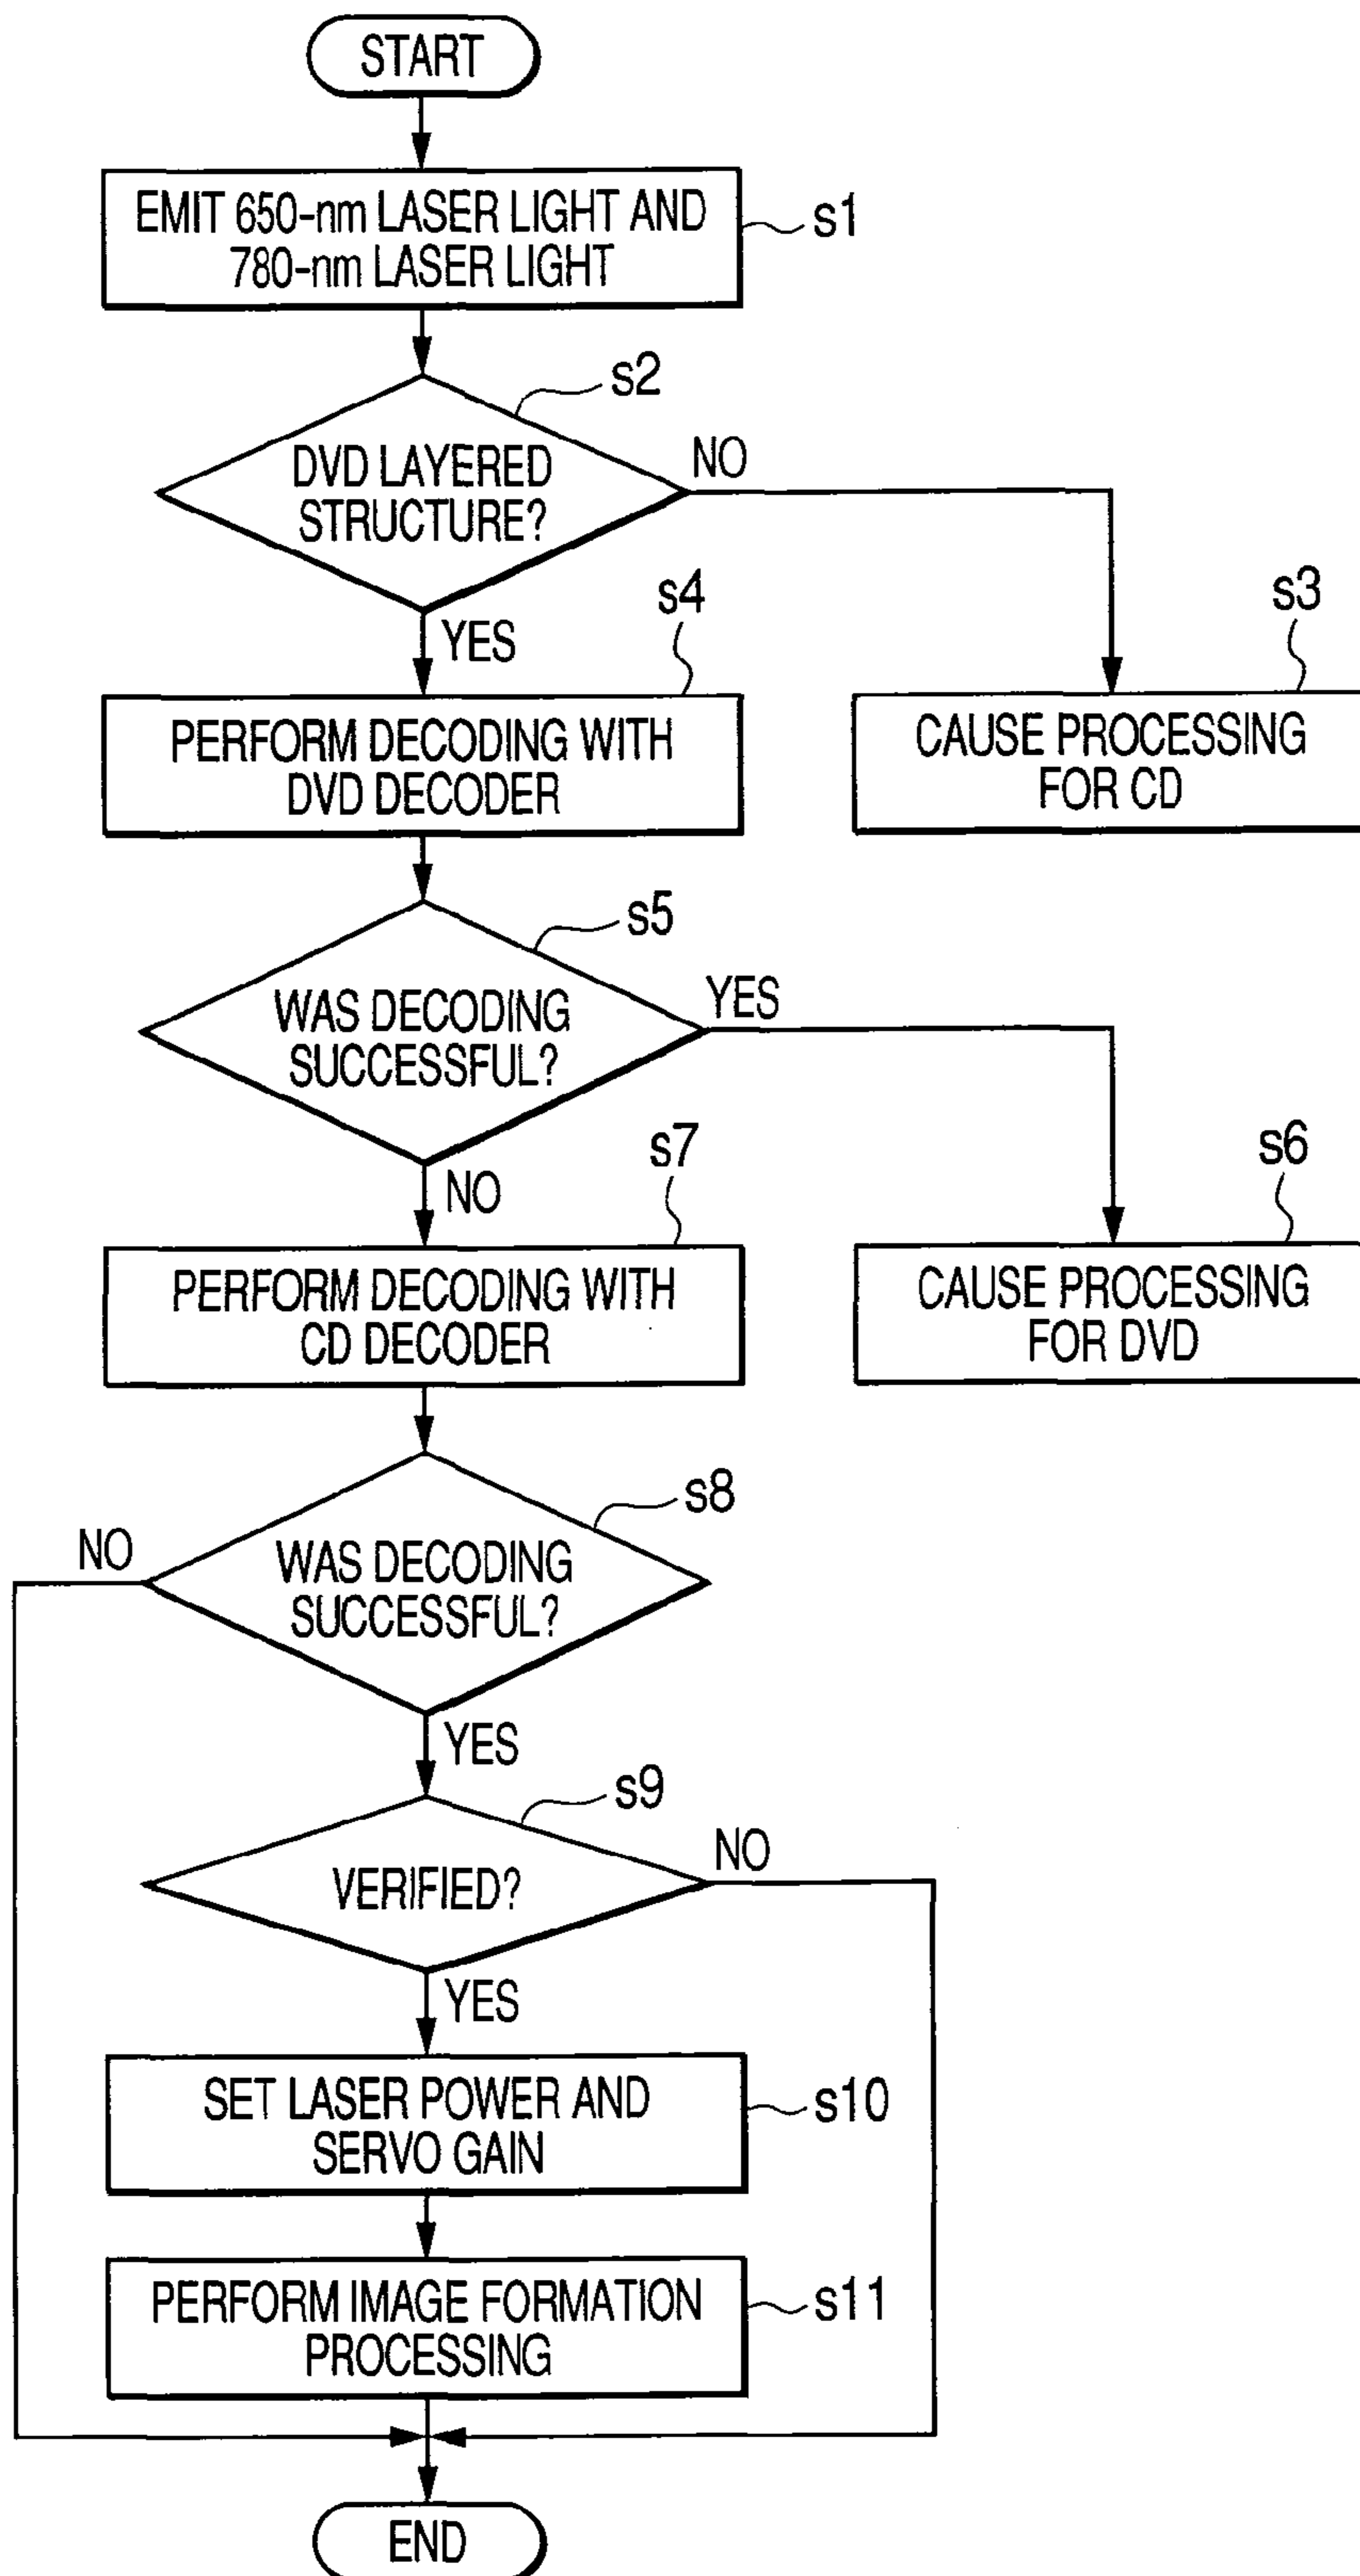 START
EMIT 650-nm LASER LIGHT AND
780-nm LASER LIGHT
s1
s2
DVD LAYERED
STRUCTURE?
NO
YES
s4
s3
PERFORM DECODING WITH
DVD DECODER
CAUSE PROCESSING
FOR CD
s5
WAS DECODING
SUCCESSFUL?
YES
NO
s7
s6
PERFORM DECODING WITH
CD DECODER
CAUSE PROCESSING
FOR DVD
s8
NO
WAS DECODING
SUCCESSFUL?
YES
s9
VERIFIED?
NO
YES
SET LASER POWER AND
SERVO GAIN
s10
PERFORM IMAGE FORMATION
PROCESSING
s11
END